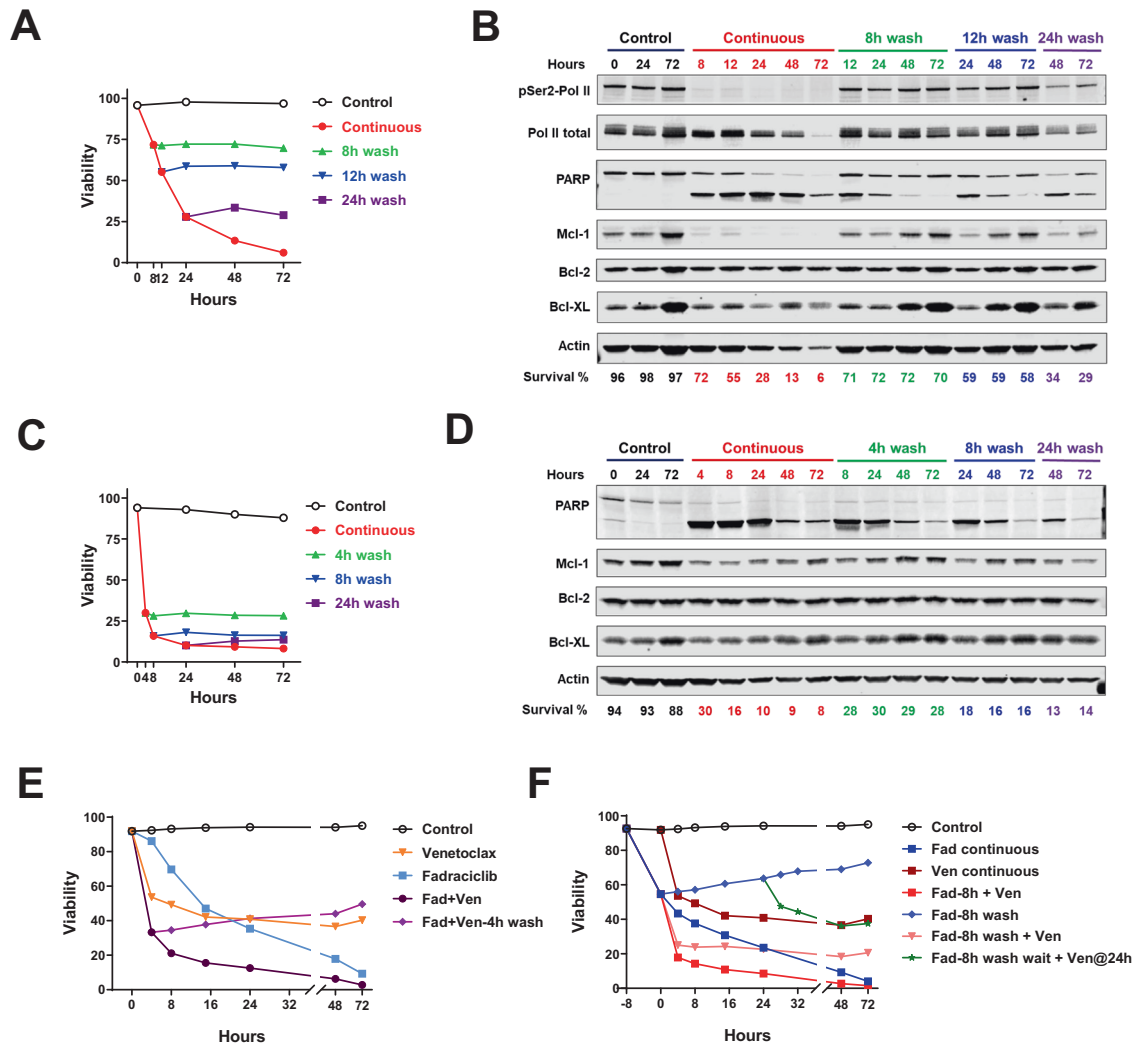 A
100
75
50
25
0
Viability
0 8 12 24 48 72
Hours
Control
Continuous
8h wash
12h wash
24h wash
B
Control Continuous 8h wash 12h wash 24h wash
Hours 0 24 72 8 12 24 48 72 12 24 48 72 24 48 72 48 72
pSer2-Pol II
Pol II total
PARP
Mcl-1
Bcl-2
Bcl-XL
Actin
Survival % 96 98 97 72 55 28 13 6 71 72 72 70 59 59 58 34 29
C
100
75
50
25
0
Viability
0 4 8 24 48 72
Hours
Control
Continuous
4h wash
8h wash
24h wash
D
Control Continuous 4h wash 8h wash 24h wash
Hours 0 24 72 4 8 24 48 72 8 24 48 72 24 48 72 48 72
PARP
Mcl-1
Bcl-2
Bcl-XL
Actin
Survival % 94 93 88 30 16 10 9 8 28 30 29 28 18 16 16 13 14
E
100
80
60
40
20
0
Viability
0 8 16 24 32 48 72
Hours
Control
Venetoclax
Fadraciclib
Fad+Ven
Fad+Ven-4h wash
F
100
80
60
40
20
0
Viability
-8 0 8 16 24 32 48 72
Hours
Control
Fad continuous
Ven continuous
Fad-8h + Ven
Fad-8h wash
Fad-8h wash + Ven
Fad-8h wash wait + Ven@24h